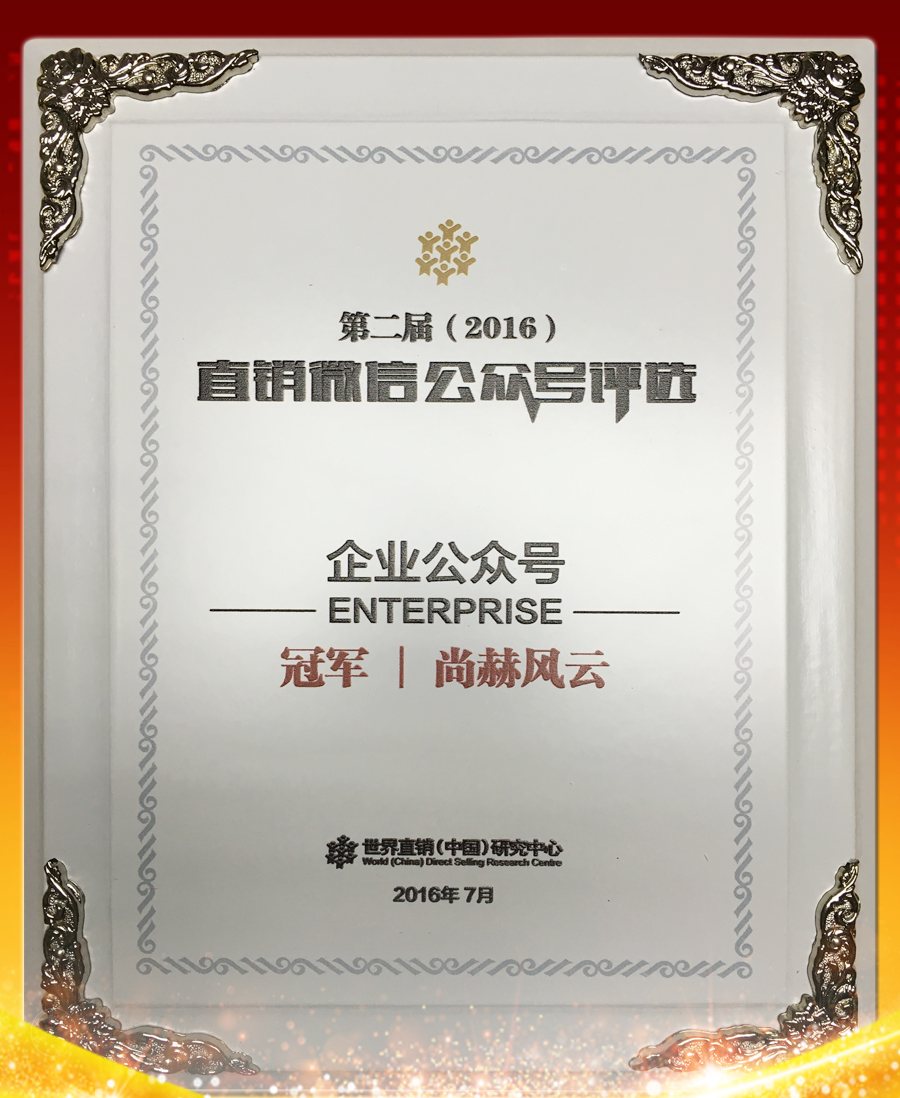 第二届（2016）
直销微信公众号评选
企业公众号
ENTERPRISE
冠军｜尚赫风云
世界直销（中国）研究中心
World (China) Direct Selling Research Centre
2016年7月